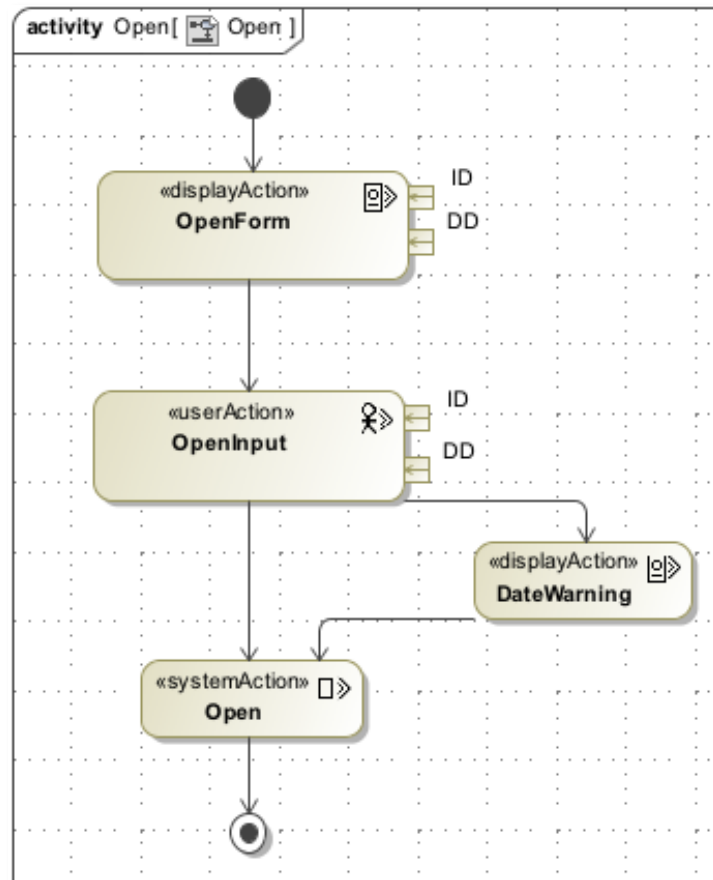 activity Open[ Open ]
«displayAction»
OpenForm
ID
DD
«userAction»
OpenInput
ID
DD
«displayAction»
DateWarning
«systemAction»
Open